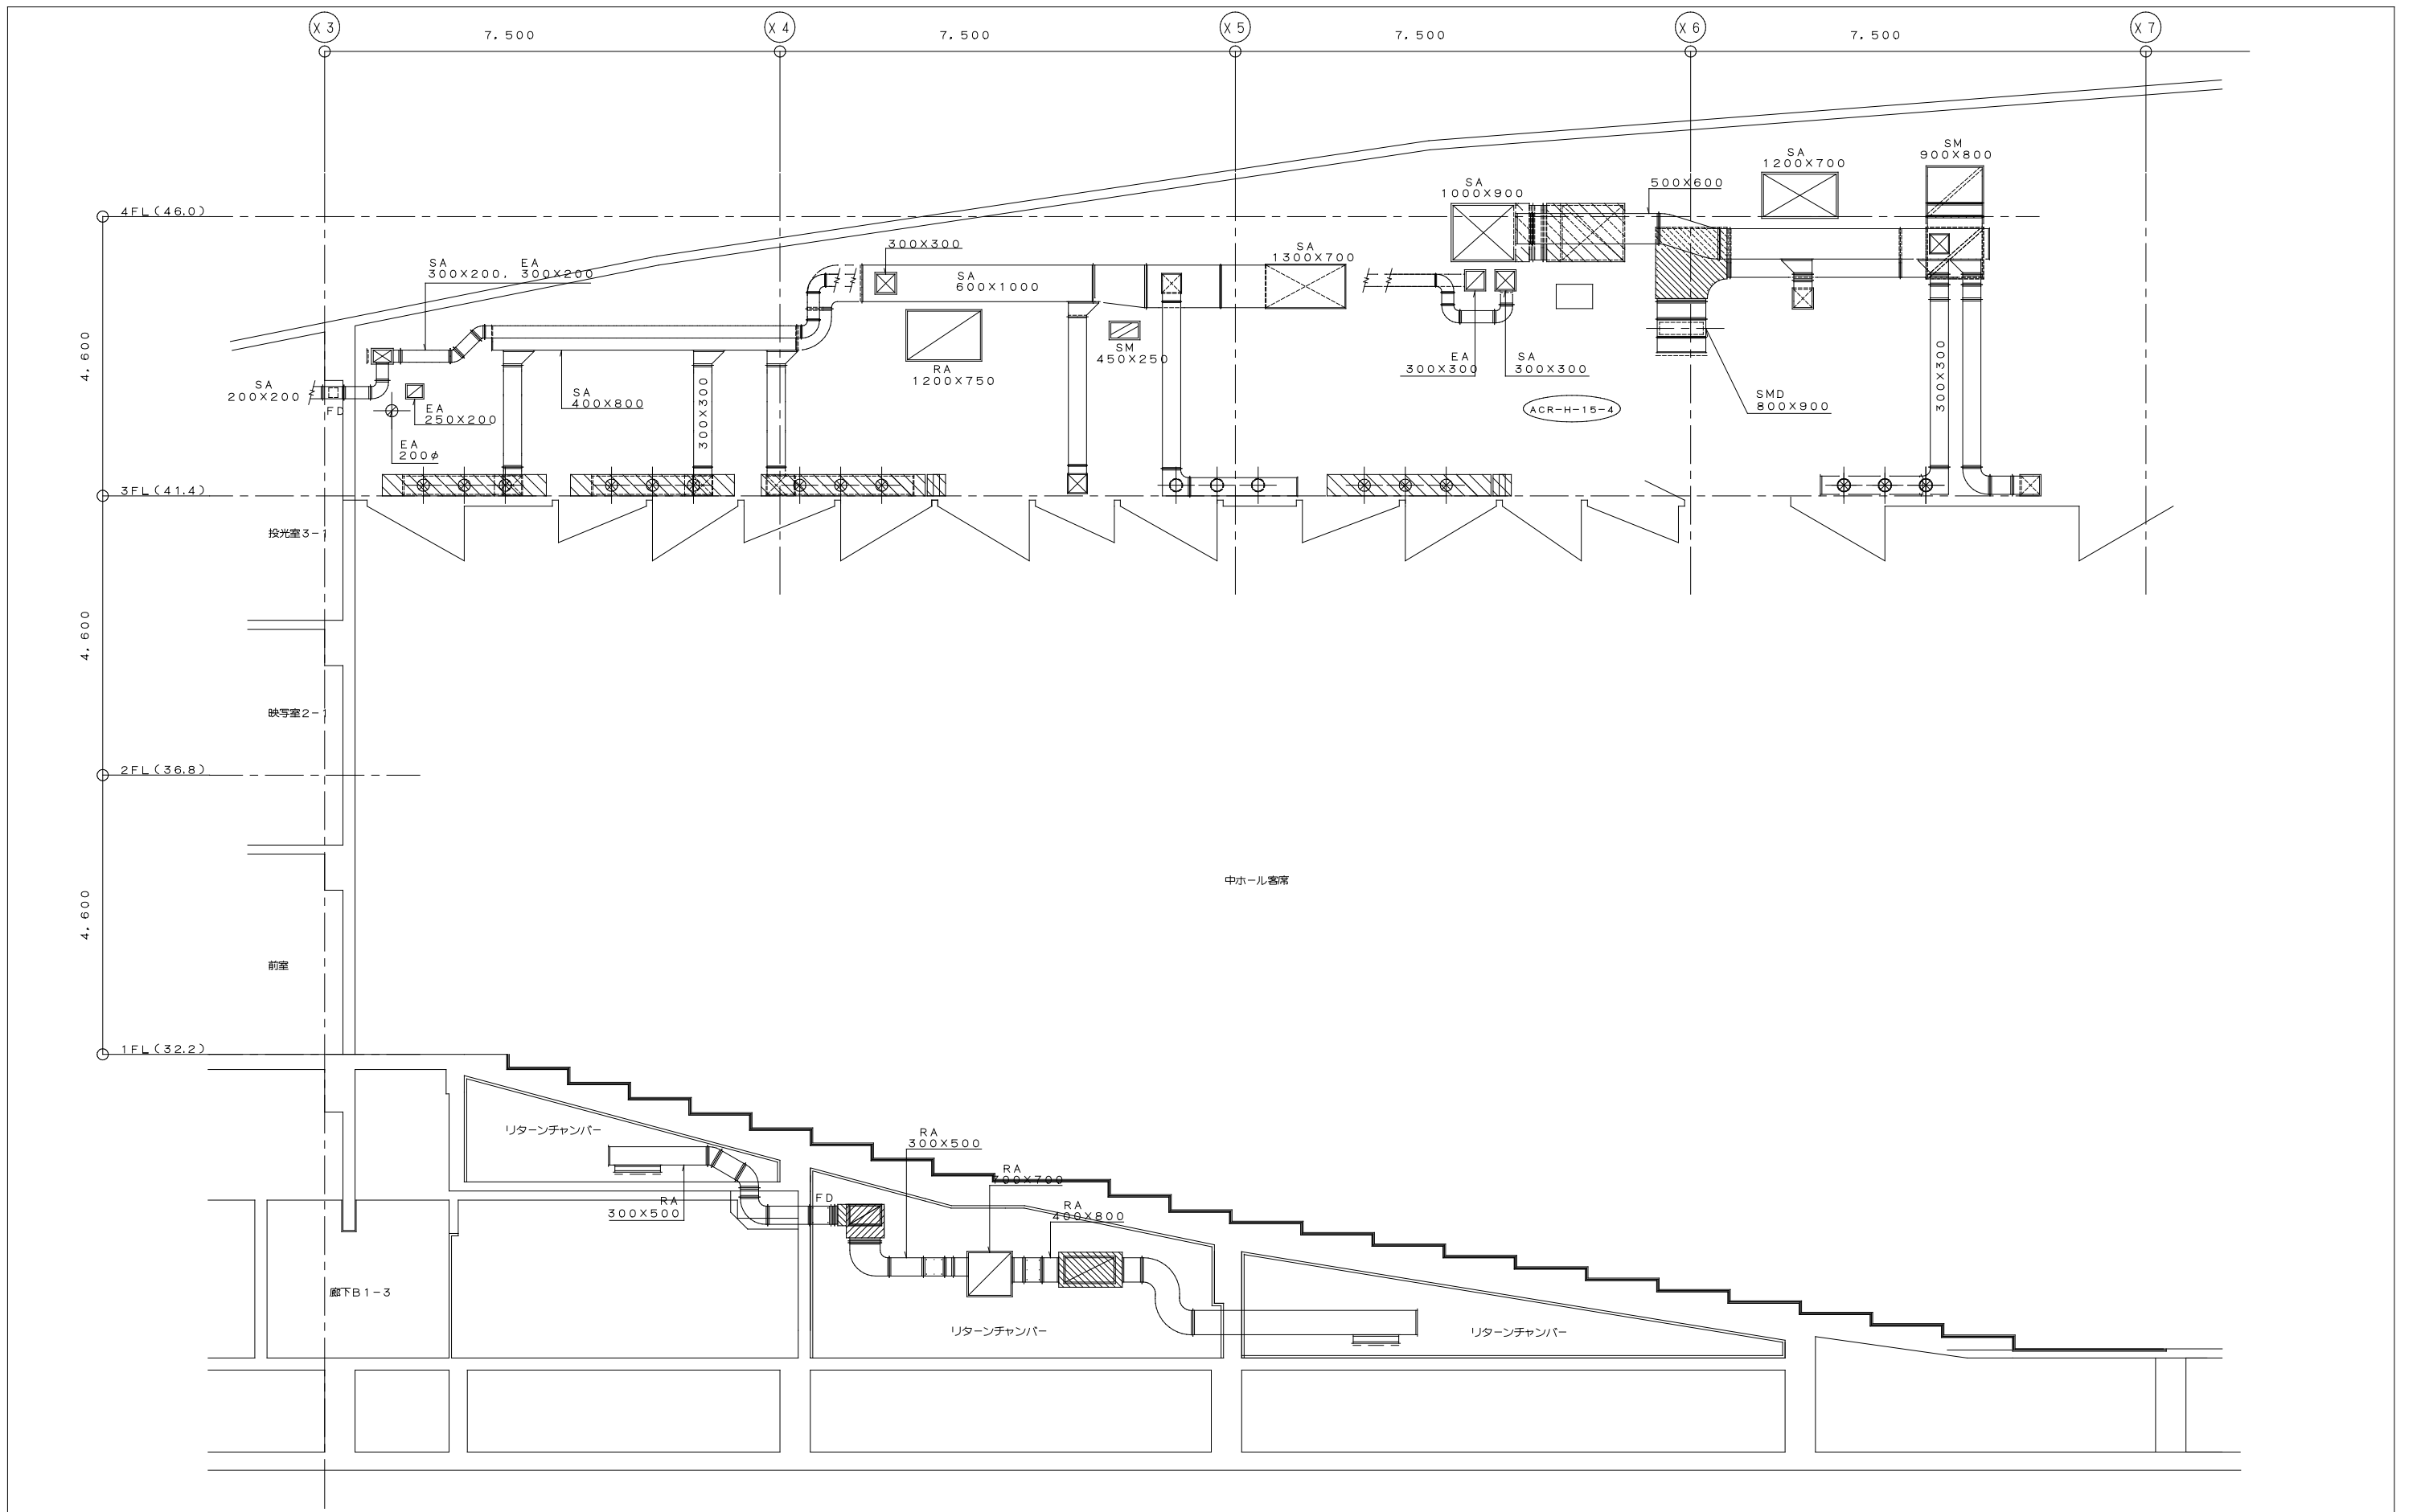 X3
X4
X5
X6
X7
7,500
7,500
7,500
7,500
SM
900X800
SA
1200X700
SA
1000X900
500X600
4FL(46.0)
300X300
SA
1300X700
SA
300X200,
EA
300X200
SA
600X1000
SM
450X250
RA
1200X750
EA
300X300
SA
300X300
SA
200X200
FD
EA
250X200
SA
400X800
300X300
EA
200φ
ACR-H-15-4
SMD
800X900
300X300
4,600
3FL(41.4)
投光室3-1
4,600
映写室2-1
2FL(36.8)
中ホール客席
4,600
前室
1FL(32.2)
リターンチャンバー
RA
300X500
RA
700X700
RA
300X500
FD
RA
400X800
廊下B1-3
リターンチャンバー
リターンチャンバー